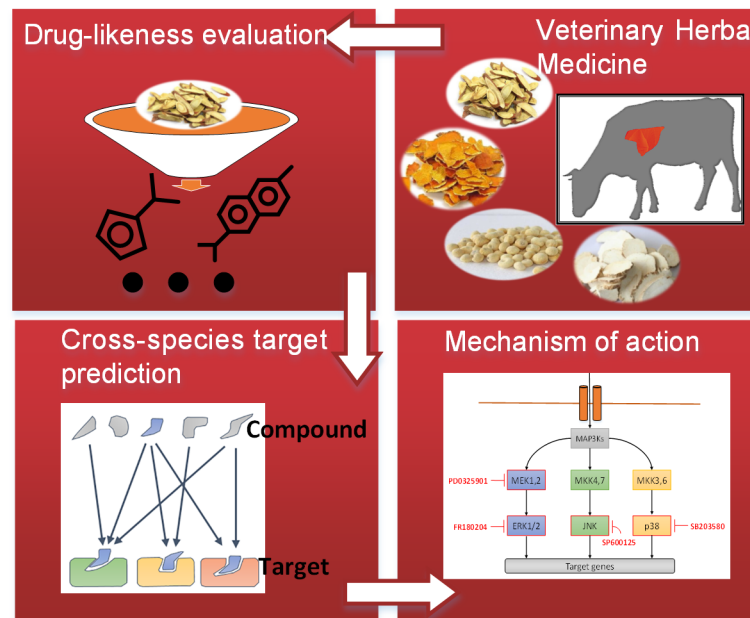 Drug-likeness evaluation
Veterinary Herba
Medicine
Cross-species target
prediction
Compound
Target
Mechanism of action
MAP3Ks
PD0325901
MEK1,2
MKK4,7
MKK3,6
FR180204
ERK1/2
JNK
p38
SB203580
SP600125
Target genes